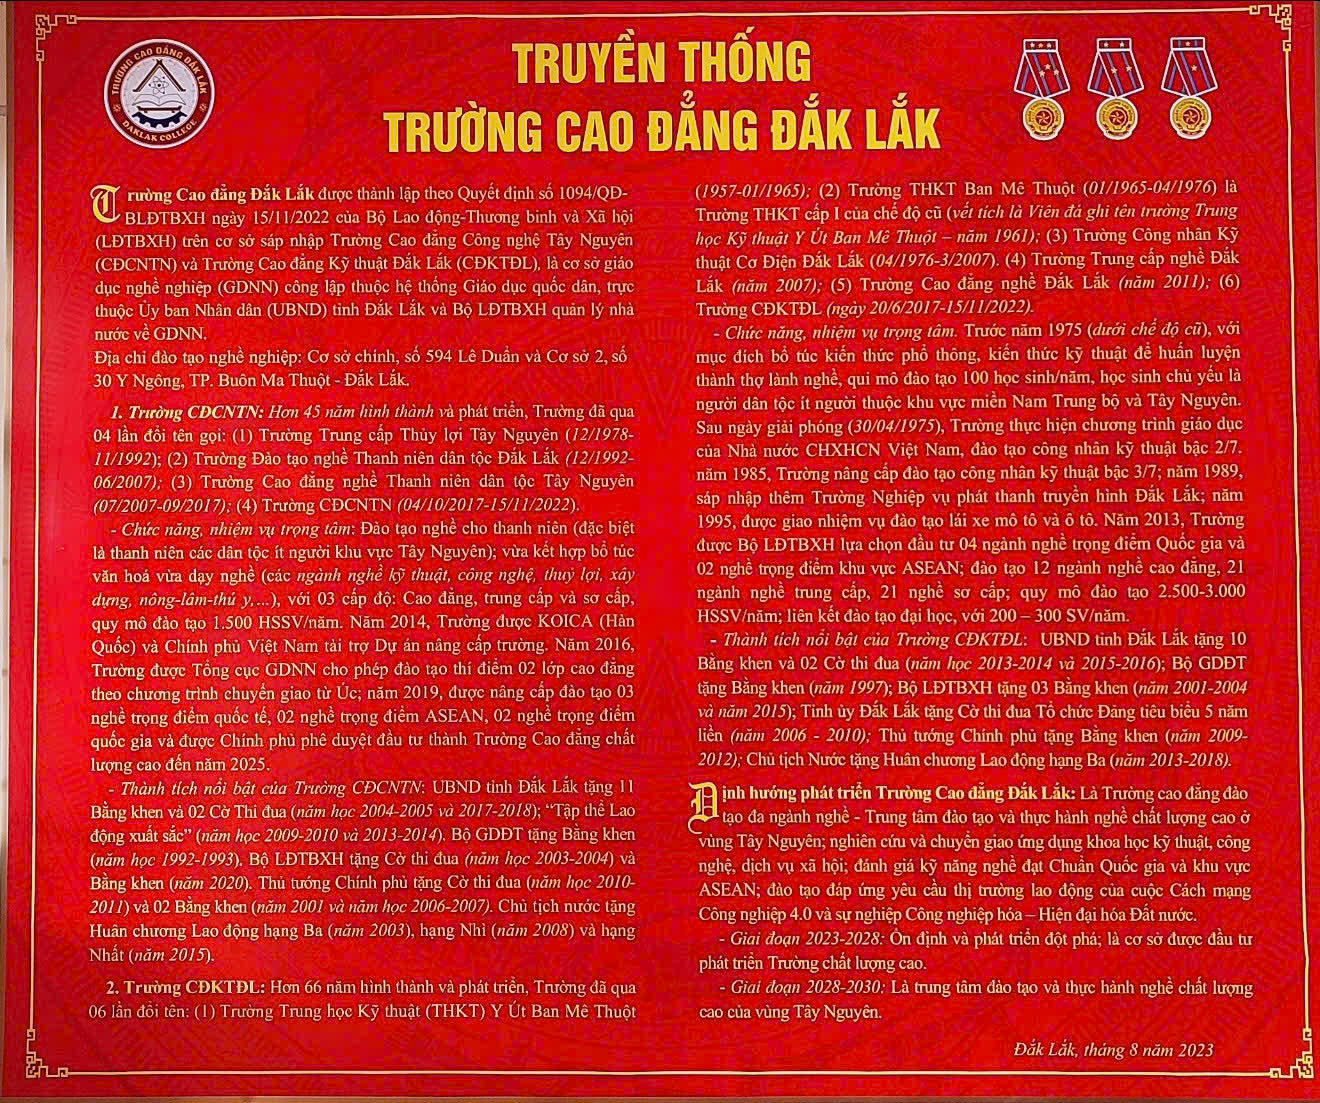 TRƯỜNG CAO ĐẲNG ĐẮK LẮK
DAKLAK COLLEGE
TRUYỀN THỐNG
TRƯỜNG CAO ĐẲNG ĐẮK LẮK
Trường Cao đẳng Đắk Lắk được thành lập theo Quyết định số 1094/QĐ-
BLĐTBXH ngày 15/11/2022 của Bộ Lao động-Thương binh và Xã hội
(LĐTBXH) trên cơ sở sáp nhập Trường Cao đẳng Công nghệ Tây Nguyên
(CĐCNTN) và Trường Cao đẳng Kỹ thuật Đắk Lắk (CĐKTĐL), là cơ sở giáo
dục nghề nghiệp (GDNN) công lập thuộc hệ thống Giáo dục quốc dân, trực
thuộc Ủy ban Nhân dân (UBND) tỉnh Đắk Lắk và Bộ LĐTBXH quản lý nhà
nước về GDNN.
Địa chỉ đào tạo nghề nghiệp: Cơ sở chính, số 594 Lê Duẩn và Cơ sở 2, số
30 Y Ngông, TP. Buôn Ma Thuột - Đắk Lắk.
1. Trường CĐCNTN: Hơn 45 năm hình thành và phát triển, Trường đã qua
04 lần đổi tên gọi: (1) Trường Trung cấp Thủy lợi Tây Nguyên (12/1978-
11/1992); (2) Trường Đào tạo nghề Thanh niên dân tộc Đắk Lắk (12/1992-
06/2007); (3) Trường Cao đẳng nghề Thanh niên dân tộc Tây Nguyên
(07/2007-09/2017); (4) Trường CĐCNTN (04/10/2017-15/11/2022).
- Chức năng, nhiệm vụ trọng tâm: Đào tạo nghề cho thanh niên (đặc biệt
là thanh niên các dân tộc ít người khu vực Tây Nguyên); vừa kết hợp bổ túc
văn hoá vừa dạy nghề (các ngành nghề kỹ thuật, công nghệ, thuỷ lợi, xây
dựng, nông-lâm-thú y,...), với 03 cấp độ: Cao đẳng, trung cấp và sơ cấp,
quy mô đào tạo 1.500 HSSV/năm. Năm 2014, Trường được KOICA (Hàn
Quốc) và Chính phủ Việt Nam tài trợ Dự án nâng cấp trường. Năm 2016,
Trường được Tổng cục GDNN cho phép đào tạo thí điểm 02 lớp cao đẳng
theo chương trình chuyển giao từ Úc; năm 2019, được nâng cấp đào tạo 03
nghề trọng điểm quốc tế, 02 nghề trọng điểm ASEAN, 02 nghề trọng điểm
quốc gia và được Chính phủ phê duyệt đầu tư thành Trường Cao đẳng chất
lượng cao đến năm 2025.
- Thành tích nổi bật của Trường CĐCNTN: UBND tỉnh Đắk Lắk tặng 11
Bằng khen và 02 Cờ Thi đua (năm học 2004-2005 và 2017-2018); “Tập thể Lao
động xuất sắc” (năm học 2009-2010 và 2013-2014). Bộ GDĐT tặng Bằng khen
(năm học 1992-1993), Bộ LĐTBXH tặng Cờ thi đua (năm học 2003-2004) và
Bằng khen (năm 2020). Thủ tướng Chính phủ tặng Cờ thi đua (năm học 2010-
2011) và 02 Bằng khen (năm 2001 và năm học 2006-2007). Chủ tịch nước tặng
Huân chương Lao động hạng Ba (năm 2003), hạng Nhì (năm 2008) và hạng
Nhất (năm 2015).
2. Trường CĐKTĐL: Hơn 66 năm hình thành và phát triển, Trường đã qua
06 lần đổi tên: (1) Trường Trung học Kỹ thuật (THKT) Y Út Ban Mê Thuột
(1957-01/1965); (2) Trường THKT Ban Mê Thuột (01/1965-04/1976) là
Trường THKT cấp I của chế độ cũ (vết tích là Viên đá ghi tên trường Trung
học Kỹ thuật Y Út Ban Mê Thuột – năm 1961); (3) Trường Công nhân Kỹ
thuật Cơ Điện Đắk Lắk (04/1976-3/2007). (4) Trường Trung cấp nghề Đắk
Lắk (năm 2007); (5) Trường Cao đẳng nghề Đắk Lắk (năm 2011); (6)
Trường CĐKTĐL (ngày 20/6/2017-15/11/2022).
- Chức năng, nhiệm vụ trọng tâm. Trước năm 1975 (dưới chế độ cũ), với
mục đích bổ túc kiến thức phổ thông, kiến thức kỹ thuật để huấn luyện
thành thợ lành nghề, qui mô đào tạo 100 học sinh/năm, học sinh chủ yếu là
người dân tộc ít người thuộc khu vực miền Nam Trung bộ và Tây Nguyên.
Sau ngày giải phóng (30/04/1975), Trường thực hiện chương trình giáo dục
của Nhà nước CHXHCN Việt Nam, đào tạo công nhân kỹ thuật bậc 2/7.
năm 1985, Trường nâng cấp đào tạo công nhân kỹ thuật bậc 3/7; năm 1989,
sáp nhập thêm Trường Nghiệp vụ phát thanh truyền hình Đắk Lắk; năm
1995, được giao nhiệm vụ đào tạo lái xe mô tô và ô tô. Năm 2013, Trường
được Bộ LĐTBXH lựa chọn đầu tư 04 ngành nghề trọng điểm Quốc gia và
02 nghề trọng điểm khu vực ASEAN; đào tạo 12 ngành nghề cao đẳng, 21
ngành nghề trung cấp, 21 nghề sơ cấp; quy mô đào tạo 2.500-3.000
HSSV/năm; liên kết đào tạo đại học, với 200 – 300 SV/năm.
- Thành tích nổi bật của Trường CĐKTĐL: UBND tỉnh Đắk Lắk tặng 10
Bằng khen và 02 Cờ thi đua (năm học 2013-2014 và 2015-2016); Bộ GDĐT
tặng Bằng khen (năm 1997); Bộ LĐTBXH tặng 03 Bằng khen (năm 2001-2004
và năm 2015); Tỉnh ủy Đắk Lắk tặng Cờ thi đua Tổ chức Đảng tiêu biểu 5 năm
liền (năm 2006 - 2010); Thủ tướng Chính phủ tặng Bằng khen (năm 2009-
2012); Chủ tịch Nước tặng Huân chương Lao động hạng Ba (năm 2013-2018).
Định hướng phát triển Trường Cao đẳng Đắk Lắk: Là Trường cao đẳng đào
tạo đa ngành nghề - Trung tâm đào tạo và thực hành nghề chất lượng cao ở
vùng Tây Nguyên; nghiên cứu và chuyển giao ứng dụng khoa học kỹ thuật, công
nghệ, dịch vụ xã hội; đánh giá kỹ năng nghề đạt Chuẩn Quốc gia và khu vực
ASEAN; đào tạo đáp ứng yêu cầu thị trường lao động của cuộc Cách mạng
Công nghiệp 4.0 và sự nghiệp Công nghiệp hóa – Hiện đại hóa Đất nước.
- Giai đoạn 2023-2028: Ổn định và phát triển đột phá; là cơ sở được đầu tư
phát triển Trường chất lượng cao.
- Giai đoạn 2028-2030: Là trung tâm đào tạo và thực hành nghề chất lượng
cao của vùng Tây Nguyên.
Đắk Lắk, tháng 8 năm 2023